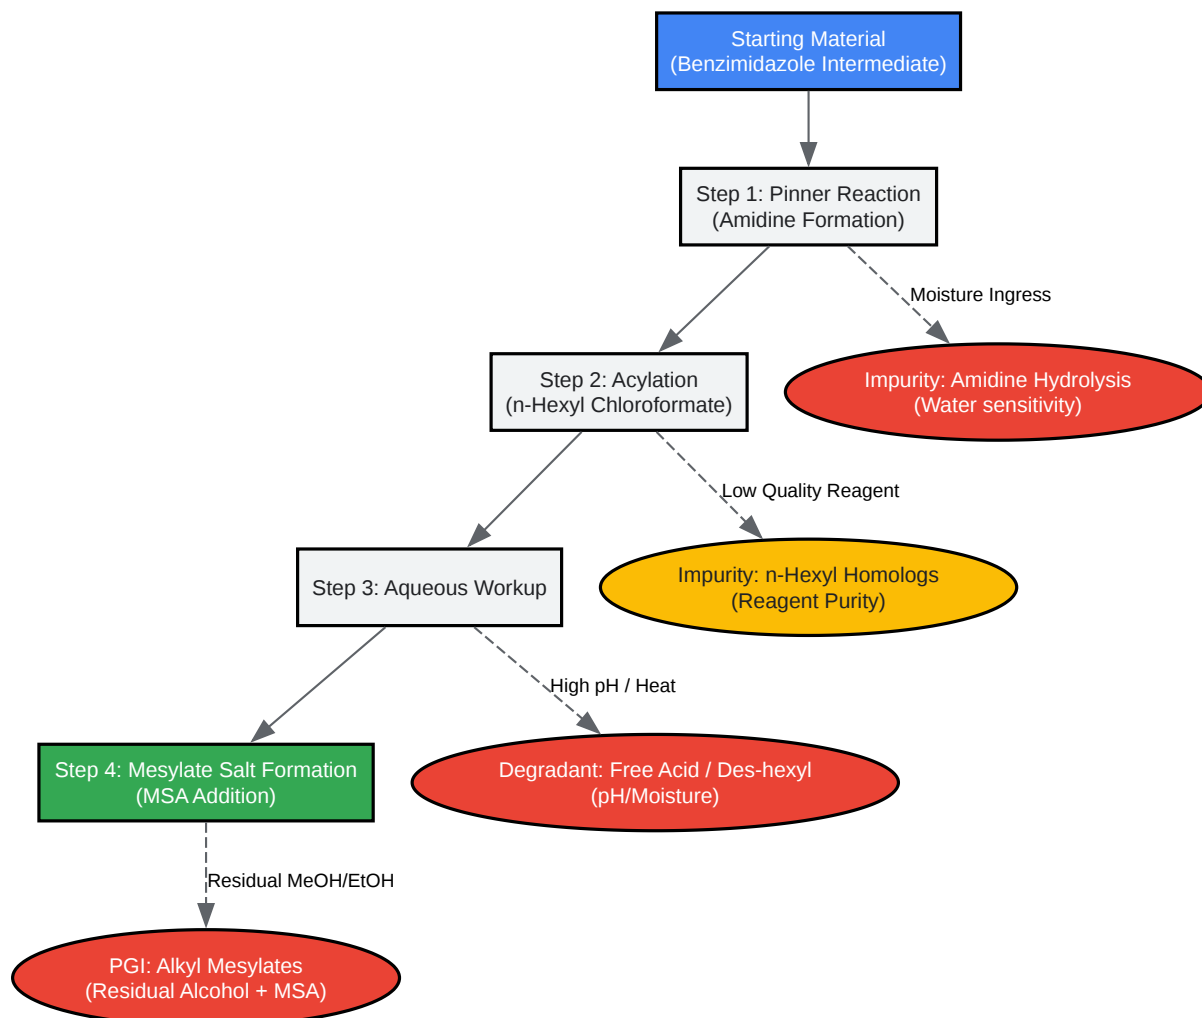 Starting Material
(Benzimidazole Intermediate)
Step 1: Pinner Reaction
(Amidine Formation)
Moisture Ingress
Impurity: Amidine Hydrolysis
(Water sensitivity)
Step 2: Acylation
(n-Hexyl Chloroformate)
Low Quality Reagent
Impurity: n-Hexyl Homologs
(Reagent Purity)
Step 3: Aqueous Workup
High pH / Heat
Degradant: Free Acid / Des-hexyl
(pH/Moisture)
Step 4: Mesylate Salt Formation
(MSA Addition)
Residual MeOH/EtOH
PGI: Alkyl Mesylates
(Residual Alcohol + MSA)